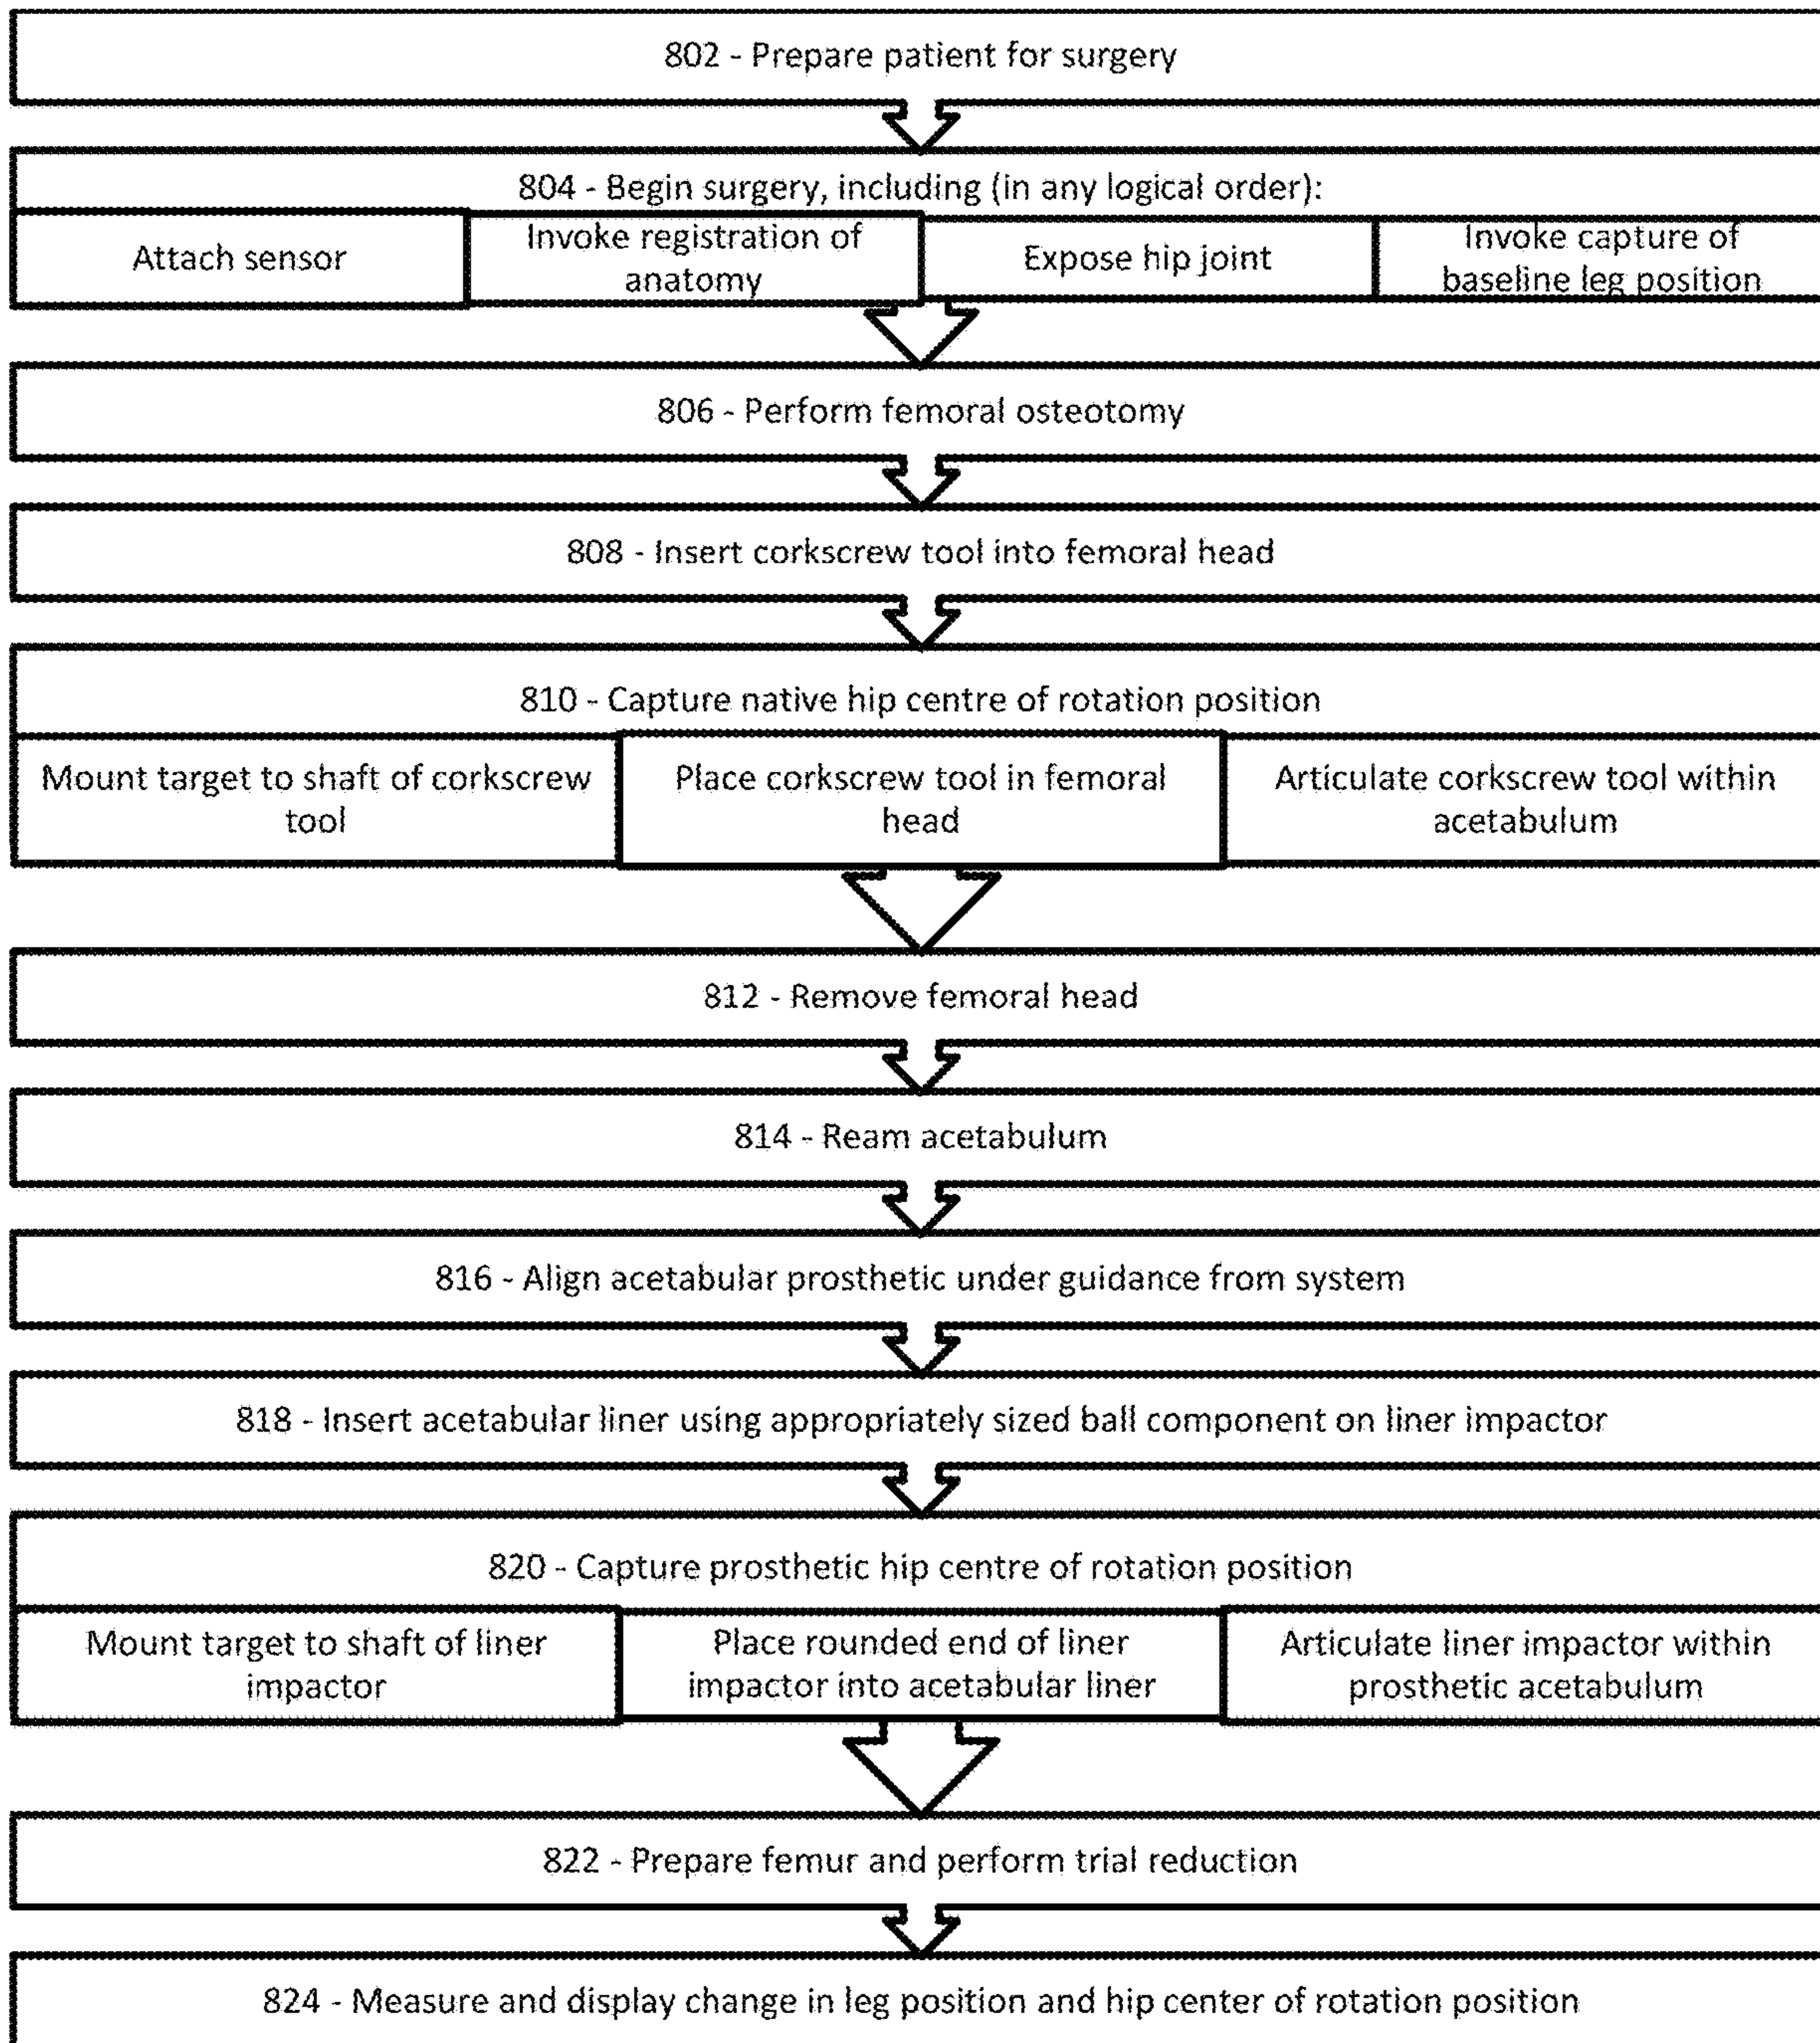 802 - Prepare patient for surgery
804 - Begin surgery, including (in any logical order):
Attach sensor
Invoke registration of
anatomy
Expose hip joint
Invoke capture of
baseline leg position
806 - Perform femoral osteotomy
808 - Insert corkscrew tool into femoral head
810 - Capture native hip centre of rotation position
Mount target to shaft of corkscrew
tool
Place corkscrew tool in femoral
head
Articulate corkscrew tool within
acetabulum
812 - Remove femoral head
814 - Ream acetabulum
816 - Align acetabular prosthetic under guidance from system
818 - Insert acetabular liner using appropriately sized ball component on liner impactor
820 - Capture prosthetic hip centre of rotation position
Mount target to shaft of liner
impactor
Place rounded end of liner
impactor into acetabular liner
Articulate liner impactor within
prosthetic acetabulum
822 - Prepare femur and perform trial reduction
824 - Measure and display change in leg position and hip center of rotation position